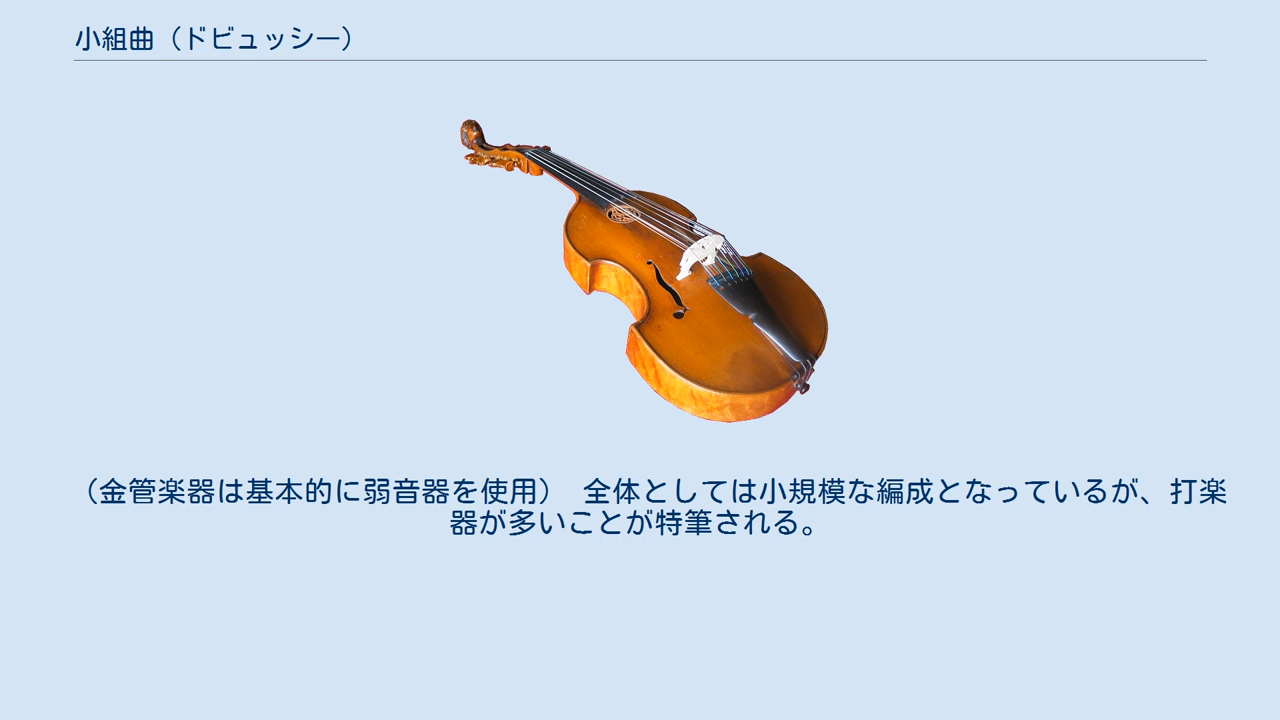 小組曲（ドビュッシー）
（金管楽器は基本的に弱音器を使用）　全体としては小規模な編成となっているが、打楽
器が多いことが特筆される。